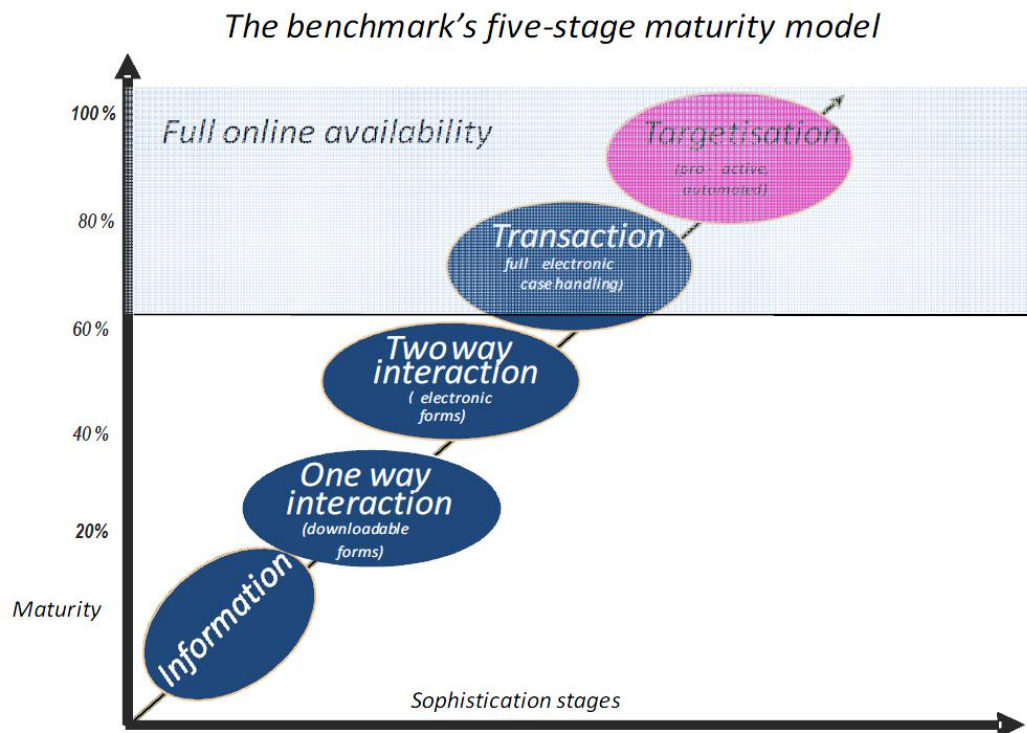 The benchmark's five-stage maturity model
100%
Full online availability
Targetisation
(pro- active,
automated)
80%
Transaction
full electronic
case handling)
60%
Two way
interaction
( electronic
forms)
40%
One way
interaction
(downloadable
forms)
20%
Information
Maturity
Sophistication stages